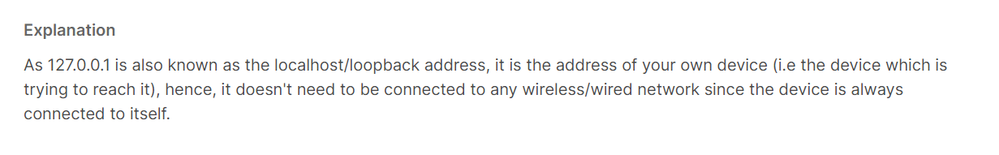 Explanation
As 127.0.0.1 is also known as the localhost/loopback address, it is the address of your own device (i.e the device which is
trying to reach it), hence, it doesn't need to be connected to any wireless/wired network since the device is always
connected to itself.